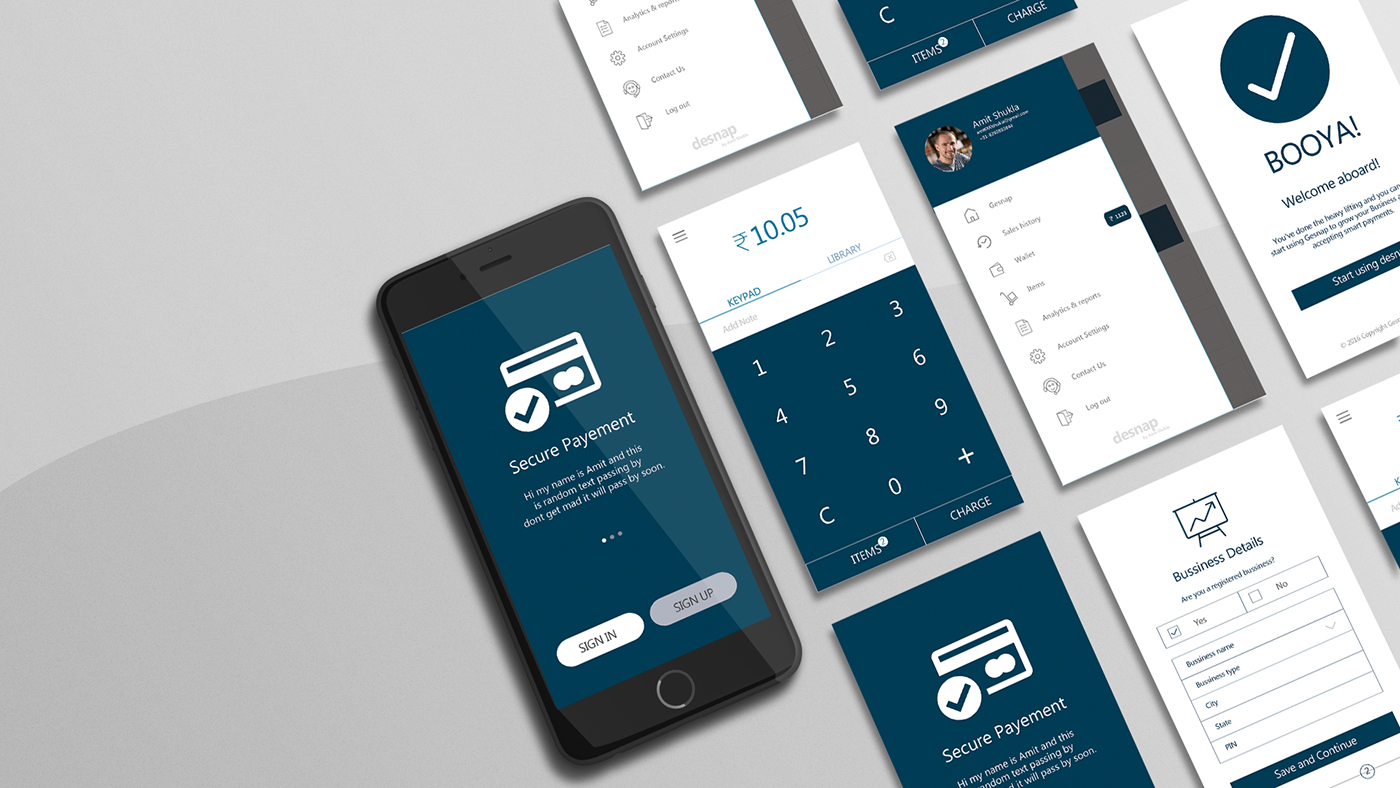 Analytics & reports
Account Settings
Contact Us
Log out
desnap
C
ITEMS 2
CHARGE
Amit Shukla
Gesnap
Sales history
Wallet
Items
Analytics & reports
Account Settings
Contact Us
Log out
desnap
by Amit Shukla
₹ 1123
BOOYA!
Welcome aboard!
You've done the heavy lifting and you can
start using Gesnap to grow your Business
accepting smart payments.
Start using desn
© 2016 Copyright Ges
₹10.05
KEYPAD
LIBRARY
Add Note
1
2
3
4
5
6
7
8
9
C
0
+
ITEMS 2
CHARGE
Secure Payement
Hi my name is Amit and this
is random text passing by
dont get mad it will pass by soon.
SIGN IN
SIGN UP
Secure Payement
Hi my name is Amit and this
is random text passing by
dont get mad it will pass by soon.
Bussiness Details
Are you a registered bussiness?
Yes
No
Bussiness name
Bussiness type
City
State
PIN
Save and Continue
2